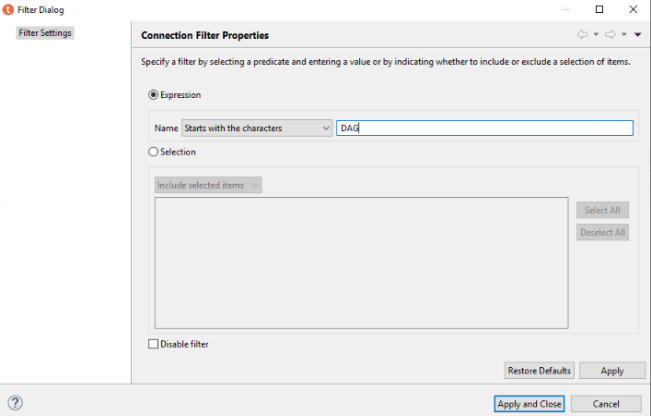 Filter Dialog
Filter Settings
Connection Filter Properties
Specify a filter by selecting a predicate and entering a value or by indicating whether to include or exclude a selection of items.
Expression
Name Starts with the characters DAG
Selection
Include selected items
Select All
Deselect All
Disable filter
Restore Defaults Apply
Apply and Close Cancel